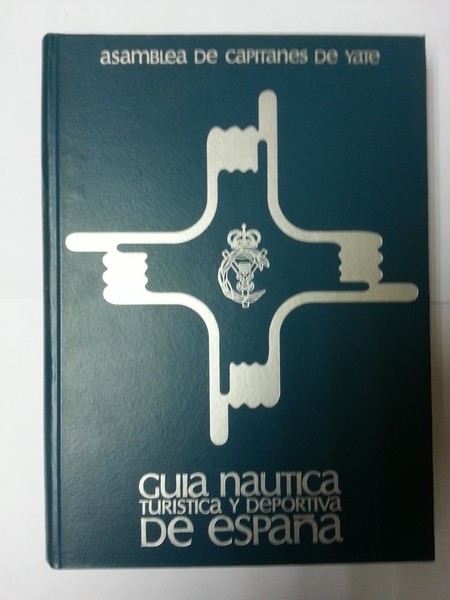 asamblea de capitanes de yate
Guia nautica
turistica y deportiva
de españa